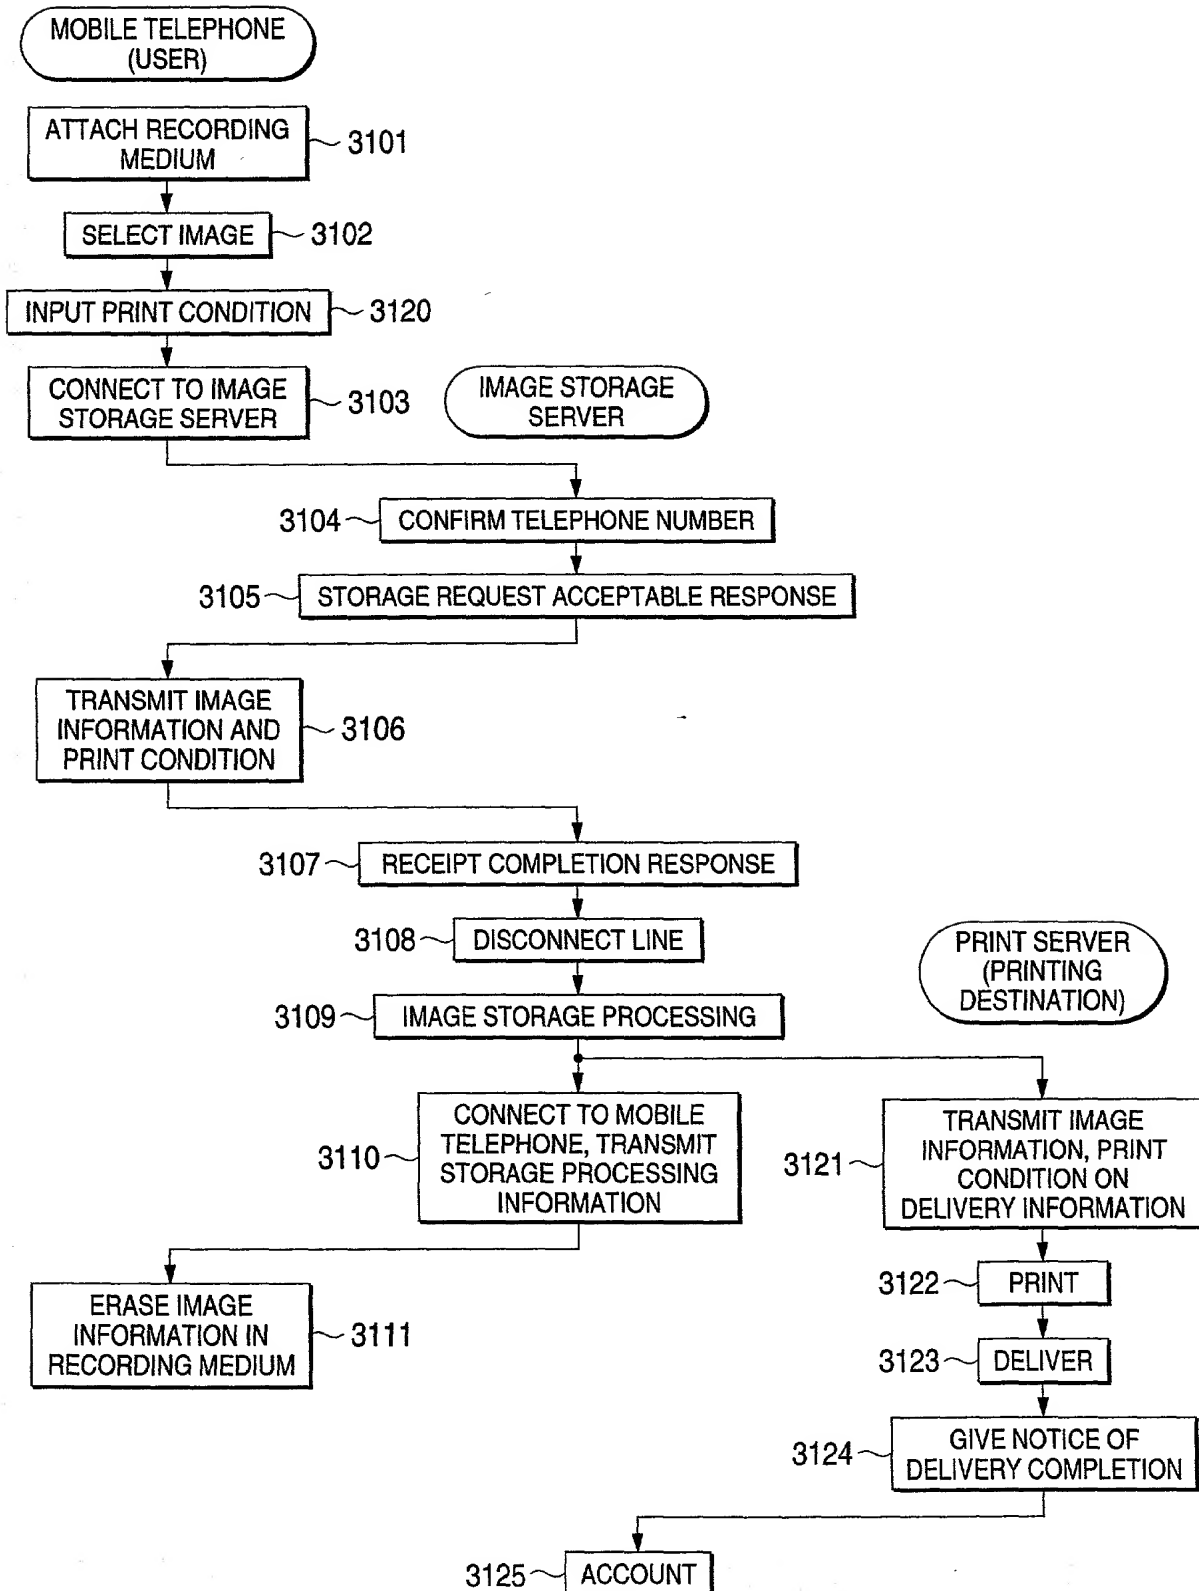 MOBILE TELEPHONE
(USER)
ATTACH RECORDING
MEDIUM
3101
SELECT IMAGE
3102
INPUT PRINT CONDITION
3120
CONNECT TO IMAGE
STORAGE SERVER
3103
IMAGE STORAGE
SERVER
3104
CONFIRM TELEPHONE NUMBER
3105
STORAGE REQUEST ACCEPTABLE RESPONSE
TRANSMIT IMAGE
INFORMATION AND
PRINT CONDITION
3106
3107
RECEIPT COMPLETION RESPONSE
3108
DISCONNECT LINE
3109
IMAGE STORAGE PROCESSING
PRINT SERVER
(PRINTING
DESTINATION)
3110
CONNECT TO MOBILE
TELEPHONE, TRANSMIT
STORAGE PROCESSING
INFORMATION
3121
TRANSMIT IMAGE
INFORMATION, PRINT
CONDITION ON
DELIVERY INFORMATION
ERASE IMAGE
INFORMATION IN
RECORDING MEDIUM
3111
3122
PRINT
3123
DELIVER
3124
GIVE NOTICE OF
DELIVERY COMPLETION
3125
ACCOUNT